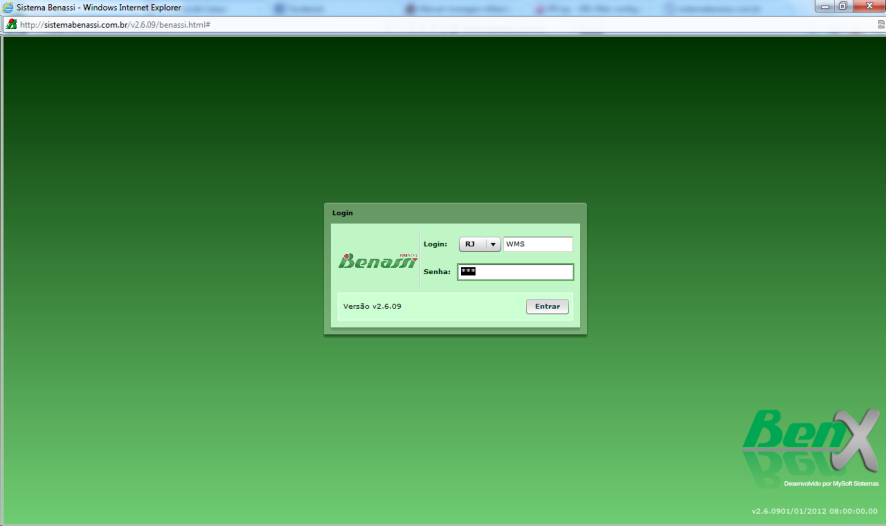 Sistema Benassi - Windows Internet Explorer
http://sistemabenassi.com.br/v2.6.09/benassi.html#
Login
Login: RJ WMS
Benassi
Senha: ***
Versão v2.6.09 Entrar
BenX
Desenvolvido por MySoft Sistemas
v2.6.0901/01/2012 08:00:00.00